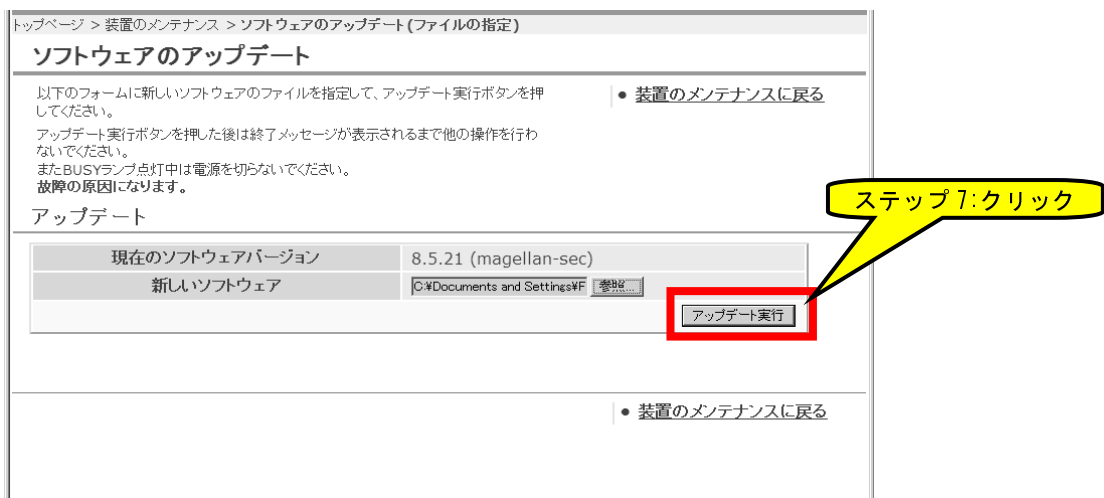 トップページ > 装置のメンテナンス > ソフトウェアのアップデート(ファイルの指定)
ソフトウェアのアップデート
以下のフォームに新しいソフトウェアのファイルを指定して、アップデート実行ボタンを押
してください。
● 装置のメンテナンスに戻る
アップデート実行ボタンを押した後は終了メッセージが表示されるまで他の操作を行わ
ないでください。
またBUSYランプ点灯中は電源を切らないでください。
故障の原因になります。
ステップ7:クリック
アップデート
現在のソフトウェアバージョン 8.5.21 (magellan-sec)
新しいソフトウェア C:¥Documents and Settings¥F 参照...
アップデート実行
● 装置のメンテナンスに戻る